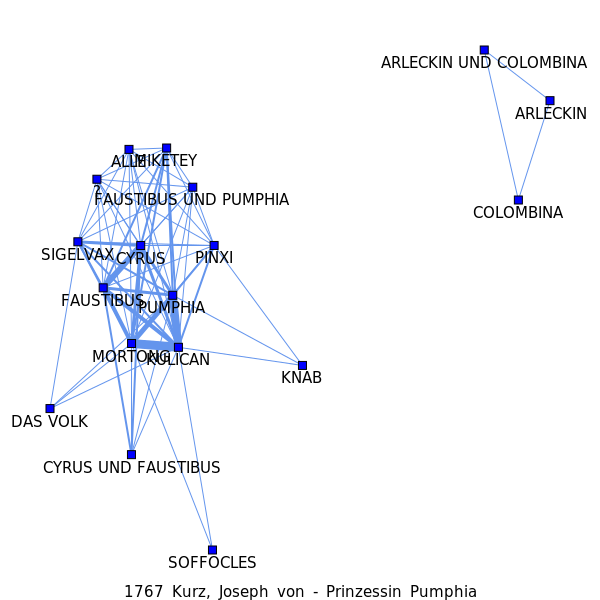 ARLECKIN UND COLOMBINA
ARLECKIN
ALLE
MIKETEY
?
FAUSTIBUS UND PUMPHIA
COLOMBINA
SIGELVAX
CYRUS
PINXI
FAUSTIBUS
PUMPHIA
MORTONG
KULICAN
KNAB
DAS VOLK
CYRUS UND FAUSTIBUS
SOFFOCLES
1767 Kurz, Joseph von - Prinzessin Pumphia